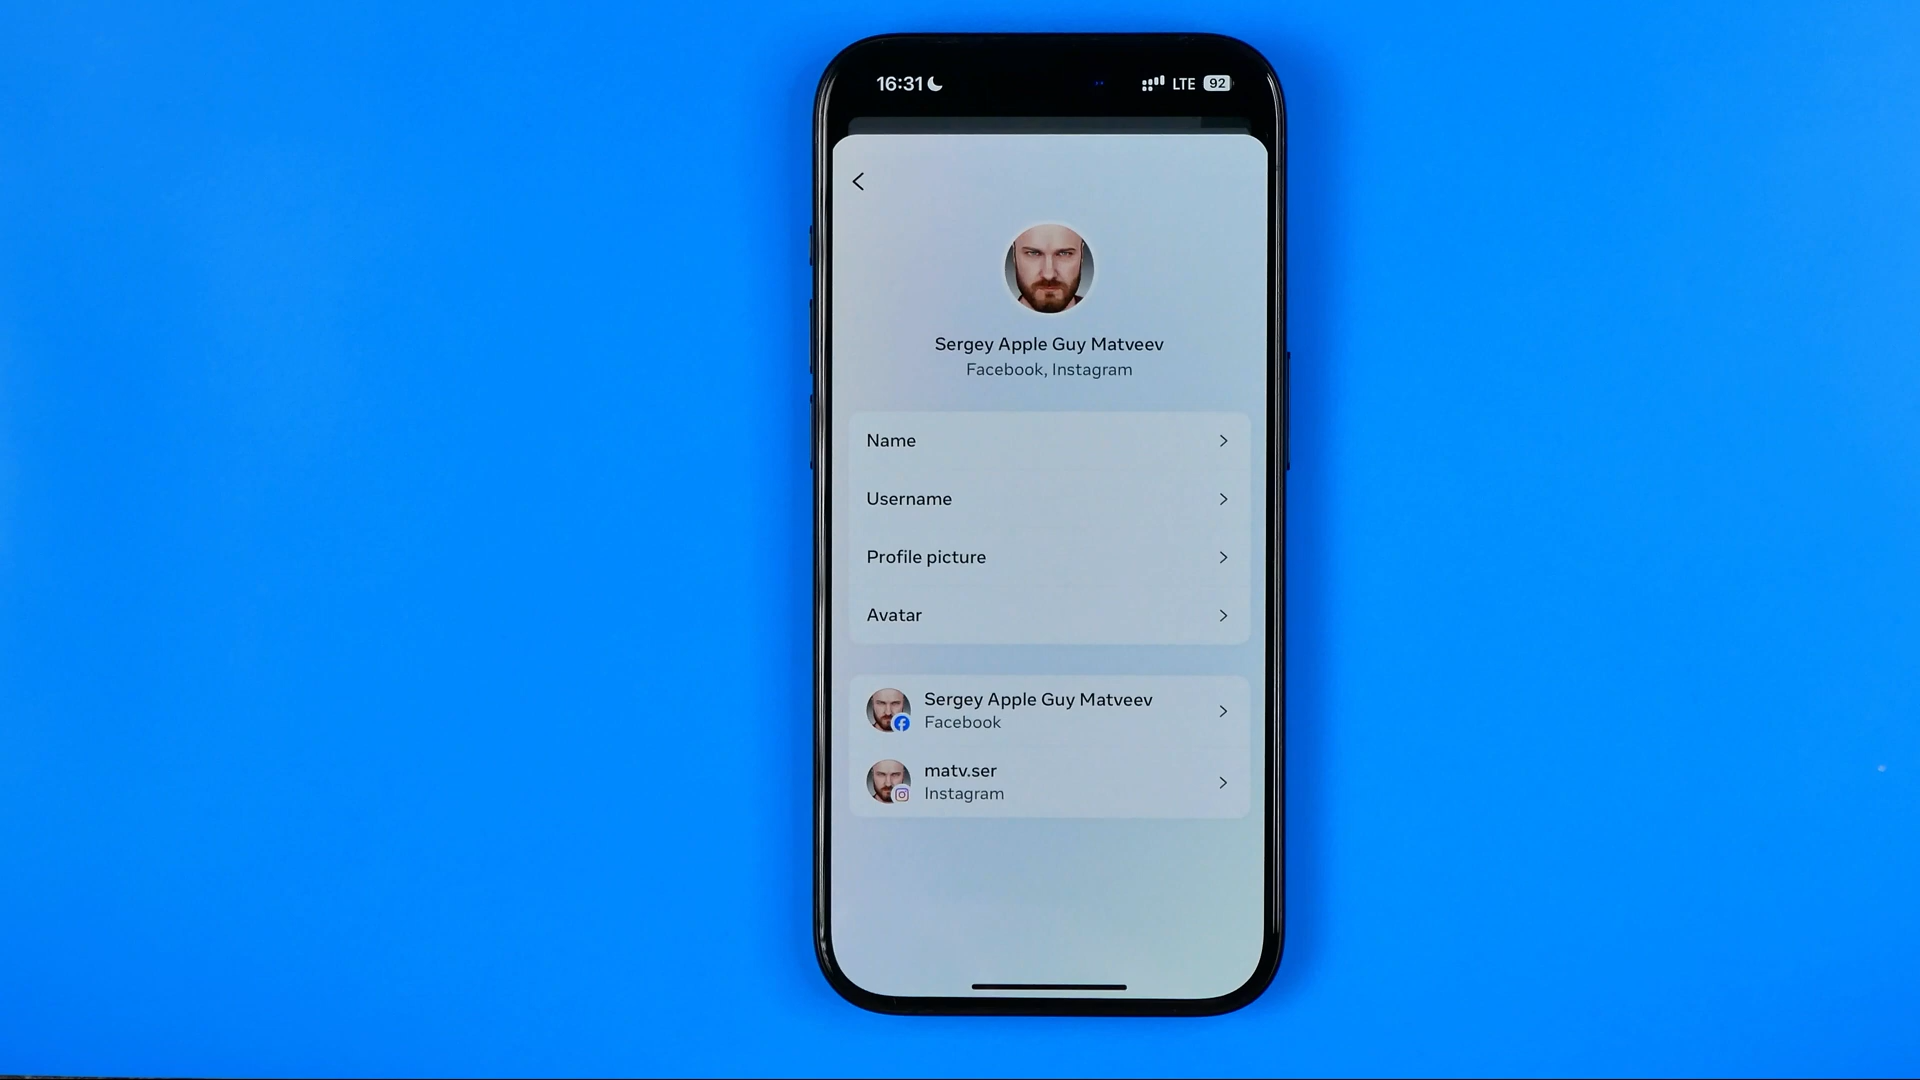 16:31
LTE 92
Sergey Apple Guy Matveev
Facebook, Instagram
Name
Username
Profile picture
Avatar
Sergey Apple Guy Matveev
Facebook
matv.ser
Instagram